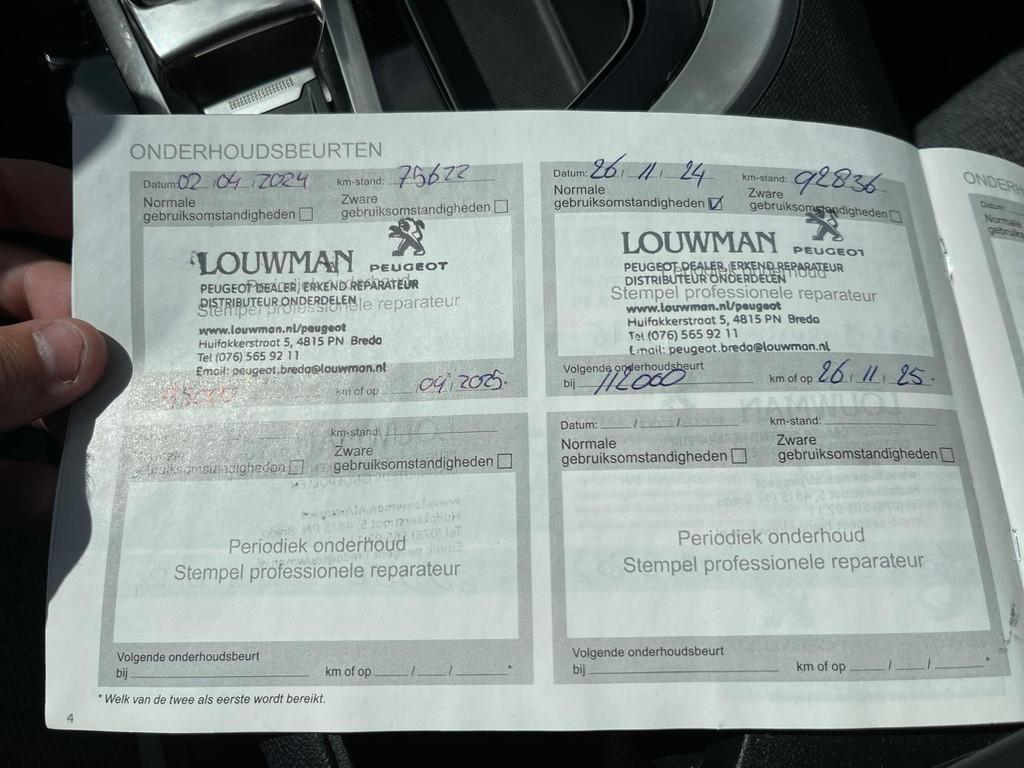 ONDERHOUDSBEURTEN
Datum: 02 04 2024 km-stand: 75622
Normale gebruiksomstandigheden
Zware gebruiksomstandigheden
LOUWMAN PEUGEOT
PEUGEOT DEALER, ERKEND REPARATEUR
DISTRIBUTEUR ONDERDELEN
Stempel professionele reparateur
www.louwman.nl/peugeot
Huifakkerstraat 5, 4815 PN Breda
Tel (076) 565 92 11
Email: peugeot.breda@louwman.nl
95000 km of op 04, 2025.
Datum: 26, 11, 24 km-stand: 92836
Normale gebruiksomstandigheden ☑
Zware gebruiksomstandigheden
LOUWMAN PEUGEOT
PEUGEOT DEALER, ERKEND REPARATEUR
DISTRIBUTEUR ONDERDELEN
Stempel professionele reparateur
www.louwman.nl/peugeot
Huifakkerstraat 5, 4815 PN Breda
Tel (076) 565 92 11
Email: peugeot.breda@louwman.nl
Volgende onderhoudsbeurt
bij 112000 km of op 26, 11, 25.
km-stand:
gebruiksomstandigheden
Zware gebruiksomstandigheden
Periodiek onderhoud
Stempel professionele reparateur
Volgende onderhoudsbeurt
bij km of op / / *
Datum: / / km-stand:
Normale gebruiksomstandigheden
Zware gebruiksomstandigheden
Periodiek onderhoud
Stempel professionele reparateur
Volgende onderhoudsbeurt
bij km of op / / *
* Welk van de twee als eerste wordt bereikt.
4